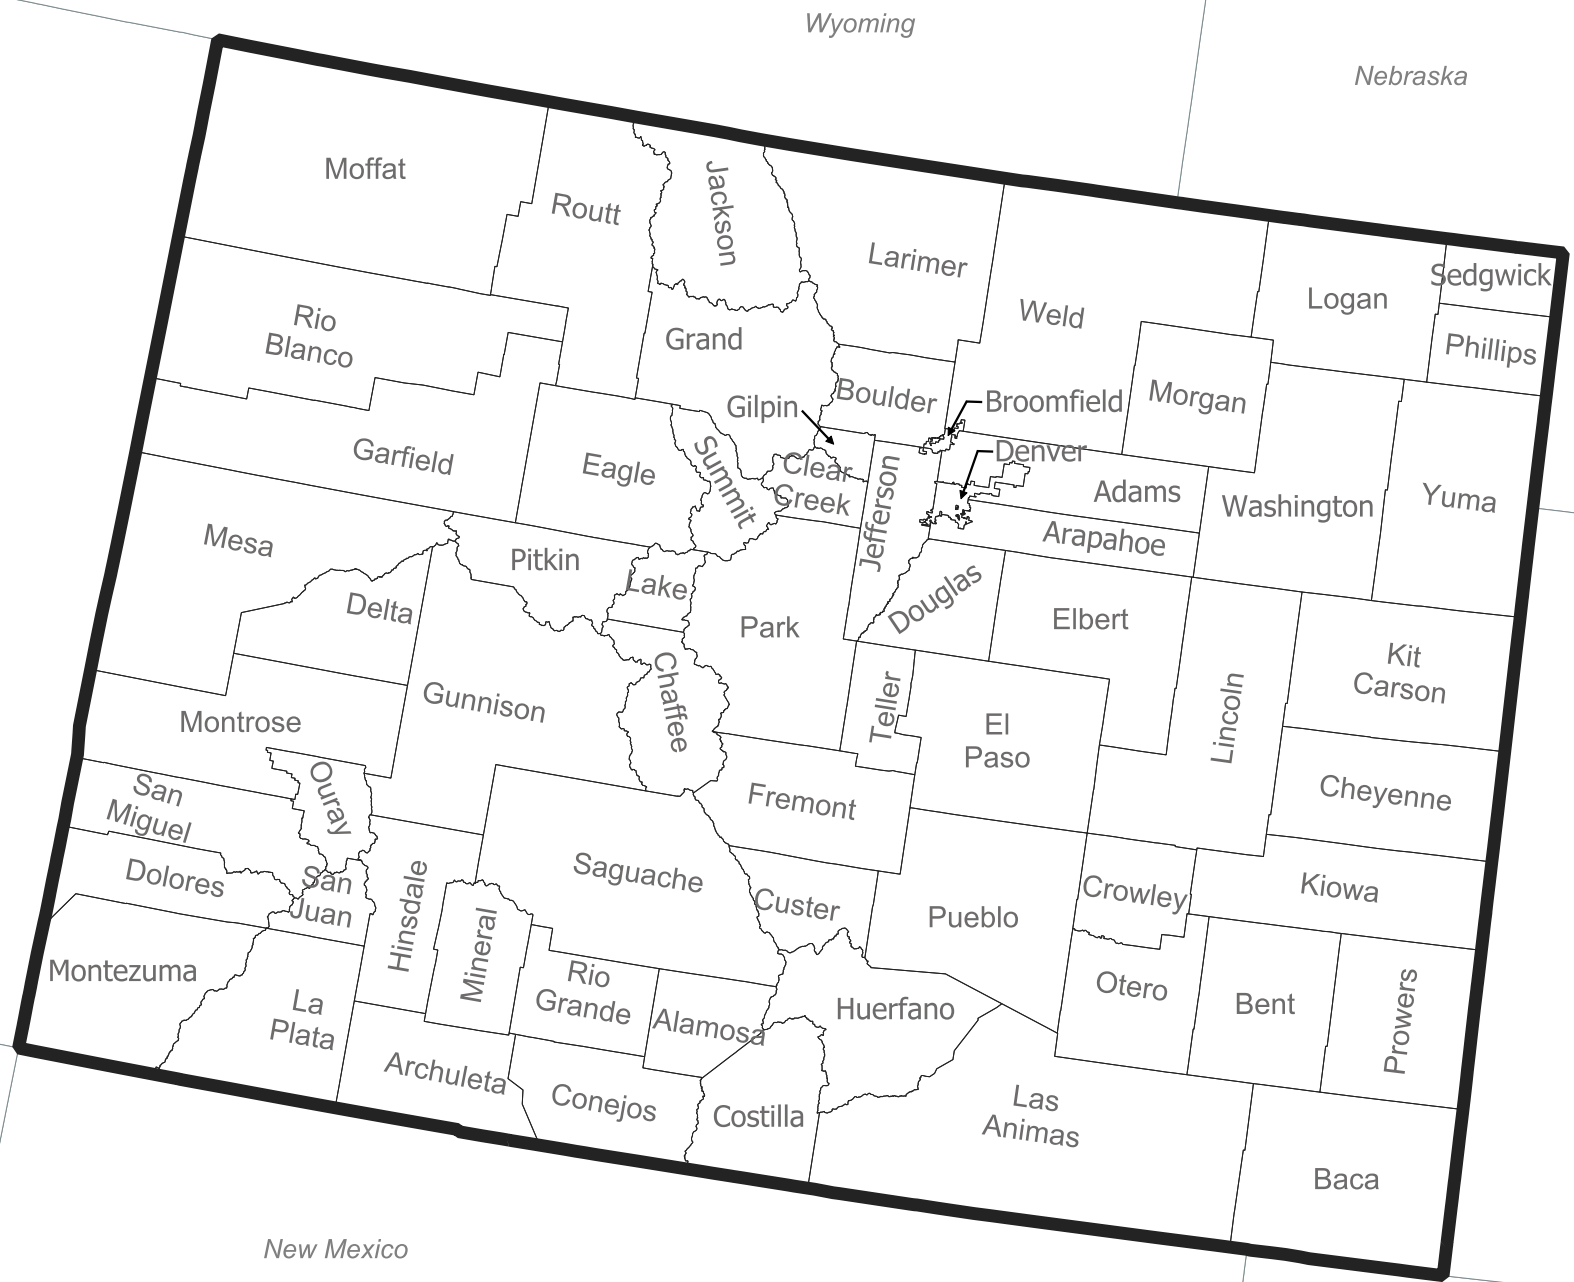 Wyoming
Nebraska
Moffat
Routt
Jackson
Larimer
Weld
Logan
Sedgwick
Phillips
Rio
Blanco
Grand
Boulder
Gilpin
Broomfield
Morgan
Denver
Garfield
Eagle
Summit
Clear
Creek
Jefferson
Adams
Washington
Yuma
Arapahoe
Mesa
Pitkin
Lake
Delta
Park
Douglas
Elbert
Kit
Carson
Gunnison
Chaffee
Teller
El
Paso
Lincoln
Montrose
Ouray
San
Miguel
Fremont
Cheyenne
Dolores
San
Juan
Hinsdale
Saguache
Custer
Pueblo
Crowley
Kiowa
Montezuma
Mineral
La
Plata
Rio
Grande
Alamosa
Huerfano
Otero
Bent
Prowers
Archuleta
Conejos
Costilla
Las
Animas
Baca
New Mexico